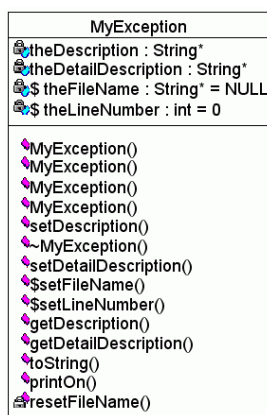 MyException
theDescription : String*
theDetailDescription : String*
$ theFileName : String* = NULL
$ theLineNumber : int = 0
MyException()
MyException()
MyException()
MyException()
setDescription()
~MyException()
setDetailDescription()
$setFileName()
$setLineNumber()
getDescription()
getDetailDescription()
toString()
printOn()
resetFileName()